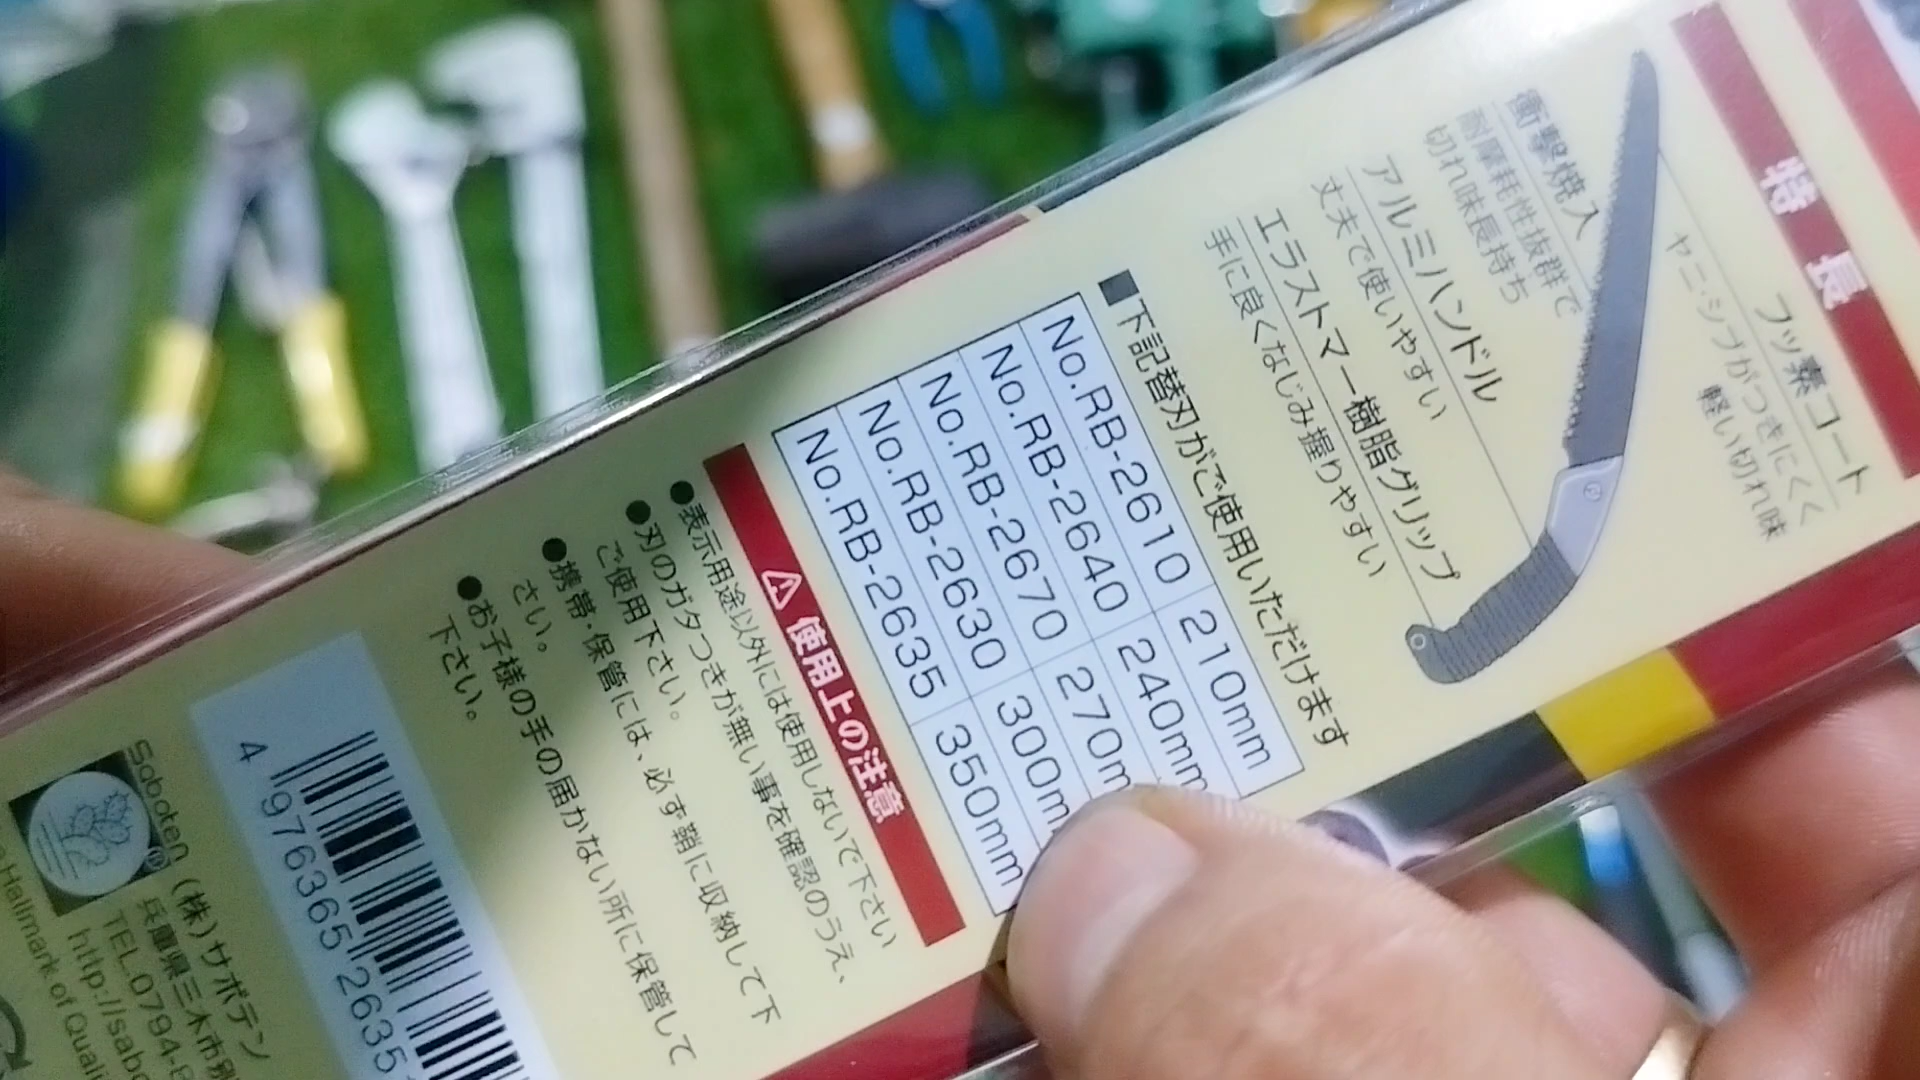 特長
フッ素コート
ヤニ・シブがつきにくく
軽い切れ味
衝撃焼入
耐摩耗性抜群で
切れ味長持ち
アルミハンドル
丈夫で使いやすい
エラストマー樹脂グリップ
手に良くなじみ握りやすい
■下記替刃がご使用いただけます
No.RB-2610 210mm
No.RB-2640 240mm
No.RB-2670 270m
No.RB-2630 300m
No.RB-2635 350mm
⚠使用上の注意
●表示用途以外には使用しないで下さい
●刃のガタつきが無い事を確認のうえ、
ご使用下さい。
●携帯・保管には、必ず鞘に収納して下
さい。
●お子様の手の届かない所に保管して
下さい。
4 976365 2635
Saboten®
(株)サボテン
兵庫県三木市別
TEL.0794-8
http://sabo
Hallmark of Quali